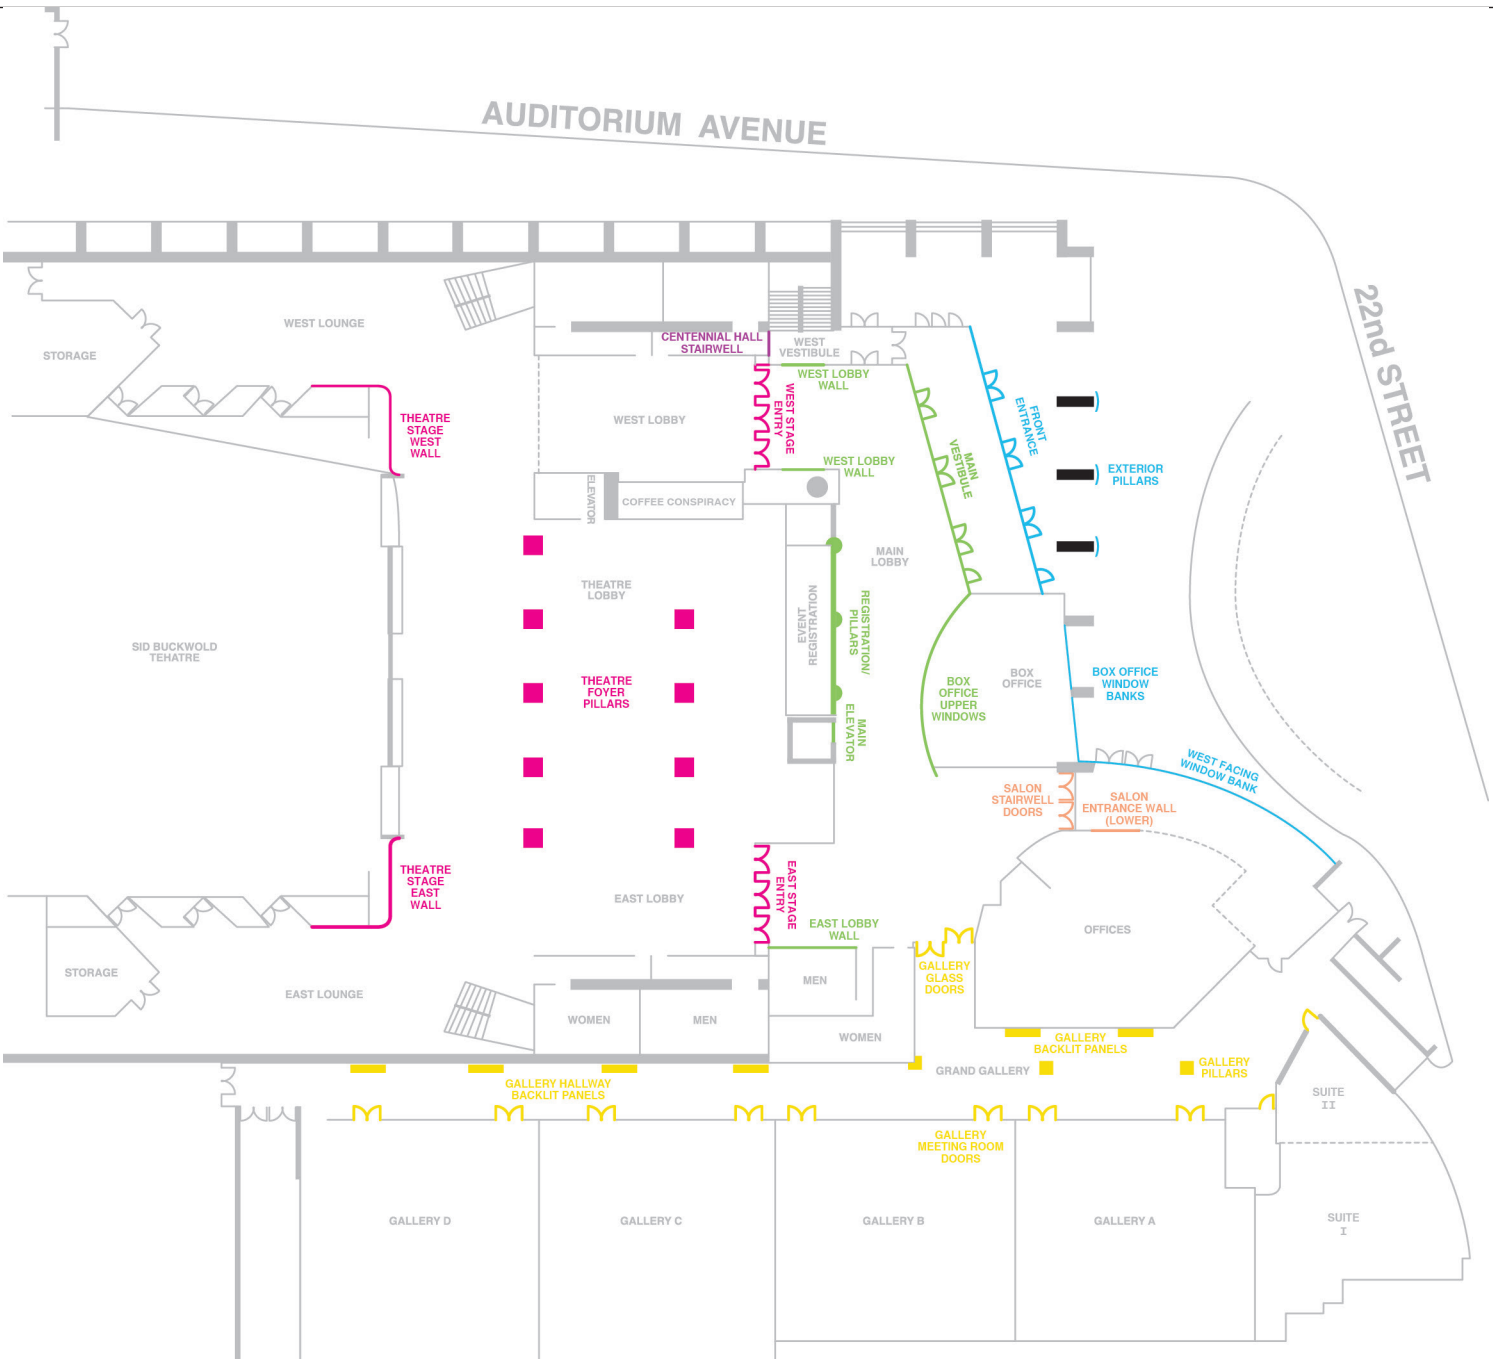 AUDITORIUM AVENUE
22nd STREET
WEST LOUNGE
STORAGE
CENTENNIAL HALL
STAIRWELL
WEST
VESTIBULE
WEST LOBBY
WALL
THEATRE
STAGE
WEST
WALL
WEST LOBBY
WEST STAGE
ENTRY
FRONT
ENTRANCE
MAIN
VESTIBULE
WEST LOBBY
WALL
EXTERIOR
PILLARS
ELEVATOR
COFFEE CONSPIRACY
MAIN
LOBBY
THEATRE
LOBBY
EVENT
REGISTRATION
REGISTRATION/
PILLARS
SID BUCKWOLD
TEHATRE
THEATRE
FOYER
PILLARS
BOX
OFFICE
UPPER
WINDOWS
BOX
OFFICE
BOX OFFICE
WINDOW
BANKS
MAIN
ELEVATOR
WEST FACING
WINDOW BANK
SALON
STAIRWELL
DOORS
SALON
ENTRANCE WALL
(LOWER)
THEATRE
STAGE
EAST
WALL
EAST LOBBY
EAST STAGE
ENTRY
EAST LOBBY
WALL
OFFICES
STORAGE
EAST LOUNGE
MEN
GALLERY
GLASS
DOORS
WOMEN
MEN
WOMEN
GALLERY
BACKLIT PANELS
GRAND GALLERY
GALLERY
PILLARS
GALLERY HALLWAY
BACKLIT PANELS
SUITE
II
GALLERY
MEETING ROOM
DOORS
GALLERY D
GALLERY C
GALLERY B
GALLERY A
SUITE
I